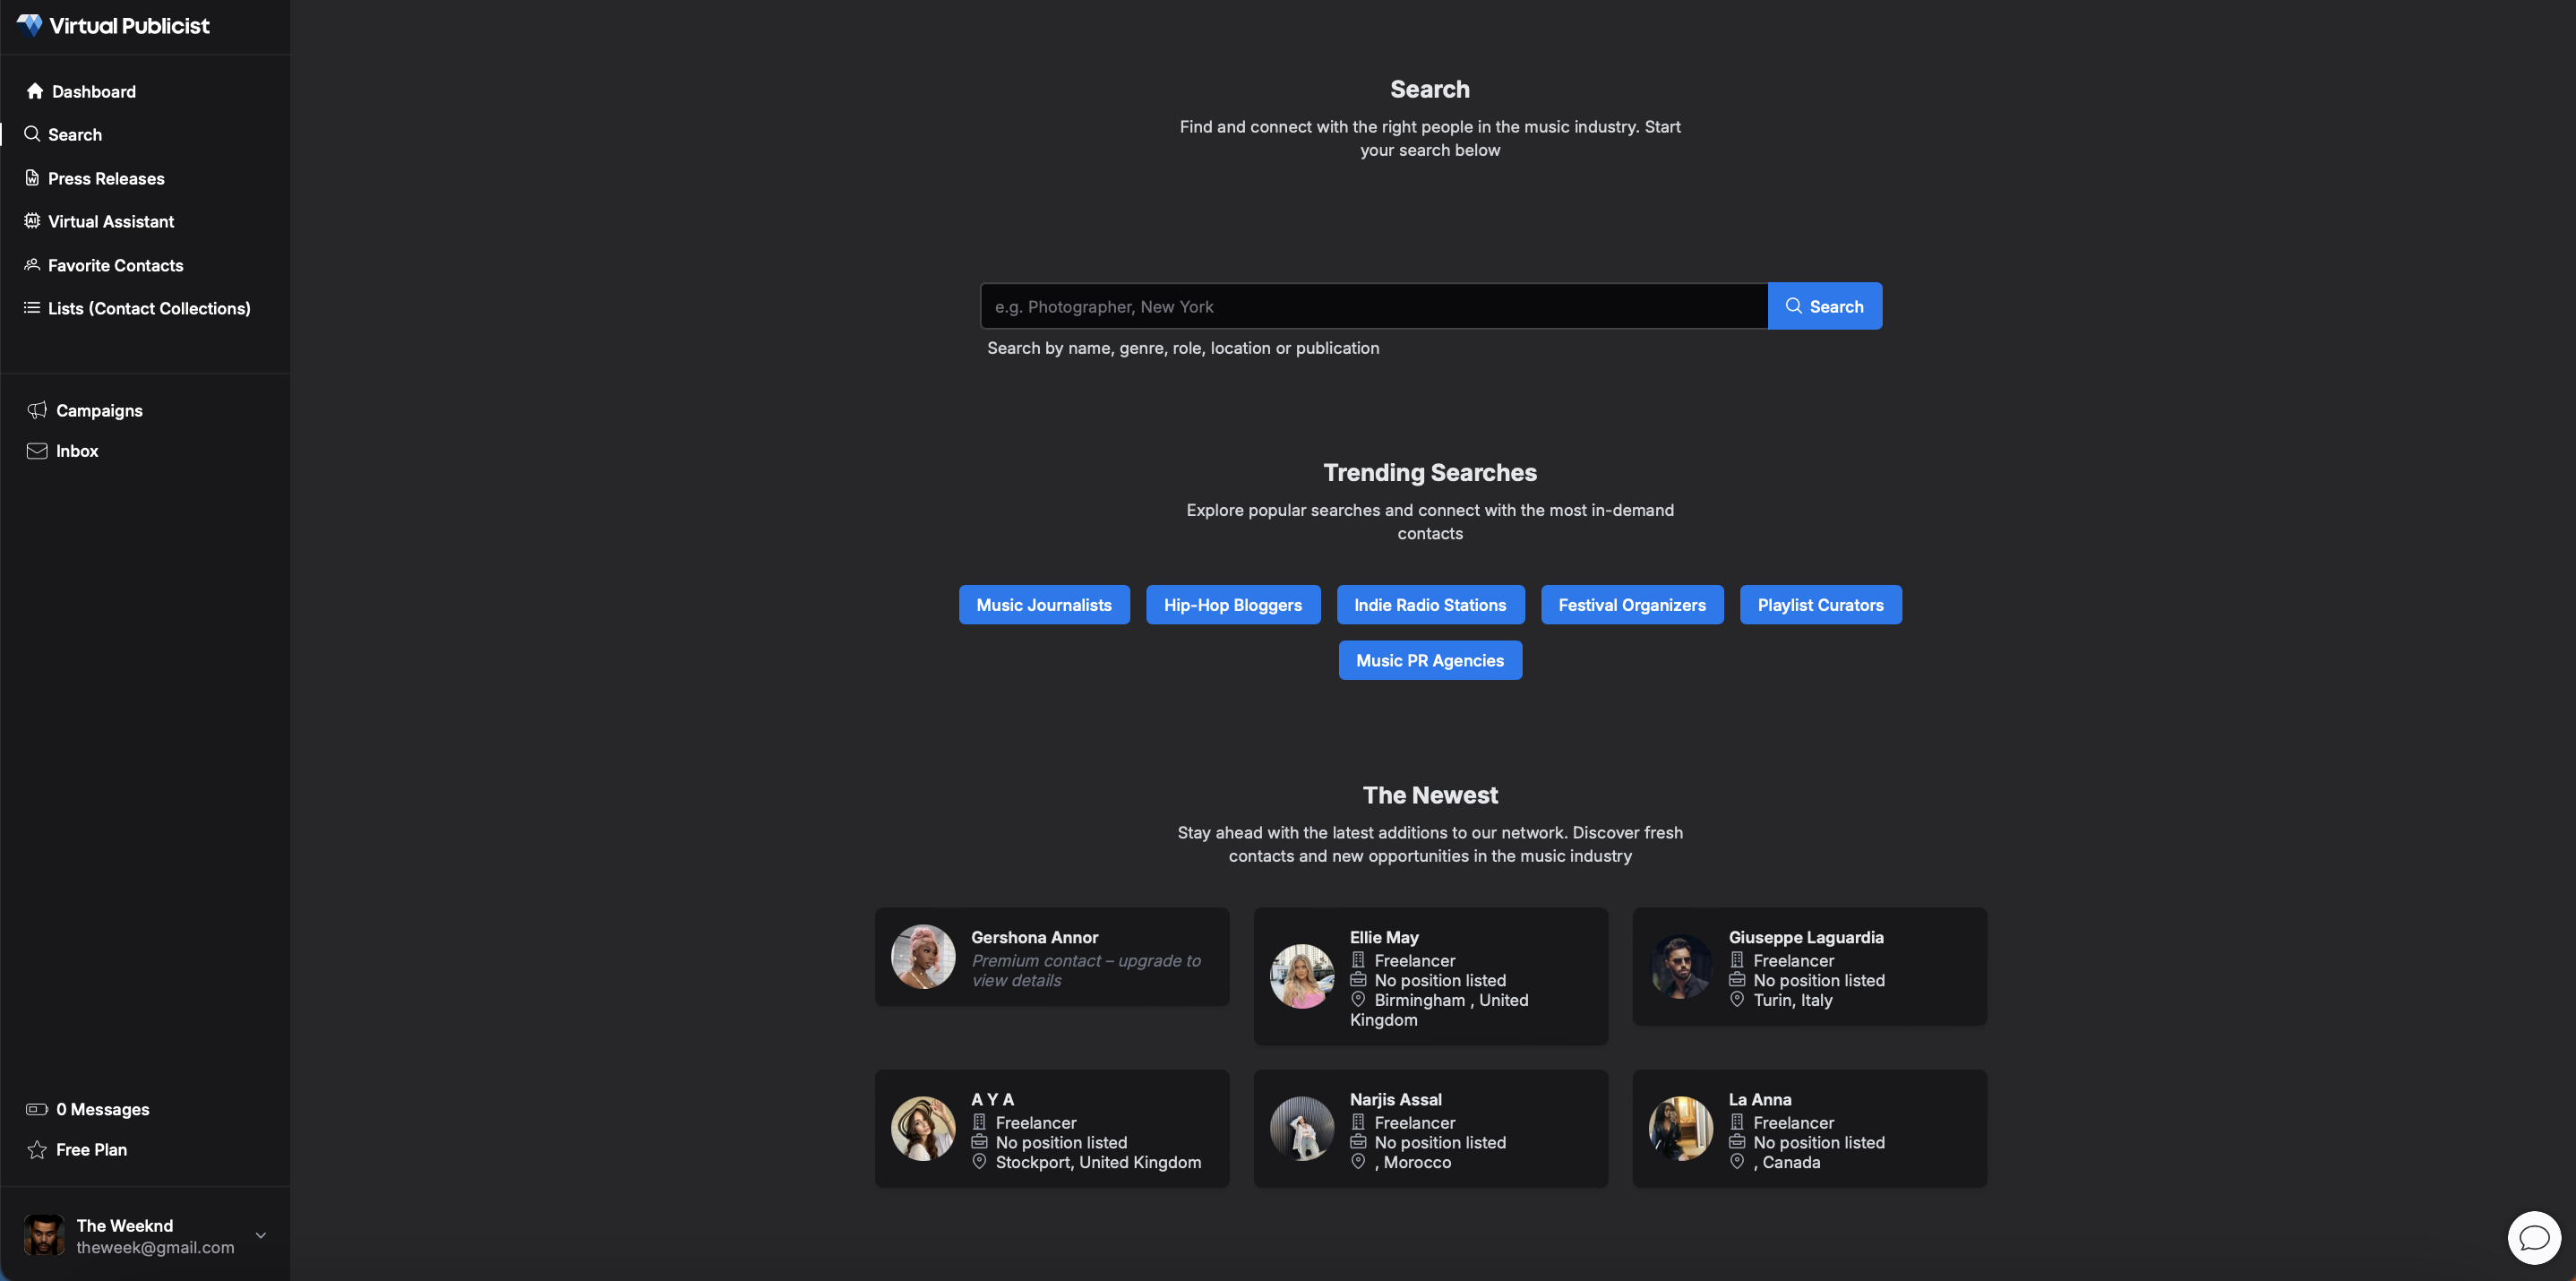 Virtual Publicist
Dashboard
Search
Press Releases
Virtual Assistant
Favorite Contacts
Lists (Contact Collections)
Campaigns
Inbox
0 Messages
Free Plan
The Weeknd
theweek@gmail.com
Search
Find and connect with the right people in the music industry. Start
your search below
e.g. Photographer, New York
Search
Search by name, genre, role, location or publication
Trending Searches
Explore popular searches and connect with the most in-demand
contacts
Music Journalists
Hip-Hop Bloggers
Indie Radio Stations
Festival Organizers
Playlist Curators
Music PR Agencies
The Newest
Stay ahead with the latest additions to our network. Discover fresh
contacts and new opportunities in the music industry
Gershona Annor
Premium contact – upgrade to
view details
Ellie May
Freelancer
No position listed
Birmingham , United
Kingdom
Giuseppe Laguardia
Freelancer
No position listed
Turin, Italy
A Y A
Freelancer
No position listed
Stockport, United Kingdom
Narjis Assal
Freelancer
No position listed
, Morocco
La Anna
Freelancer
No position listed
, Canada